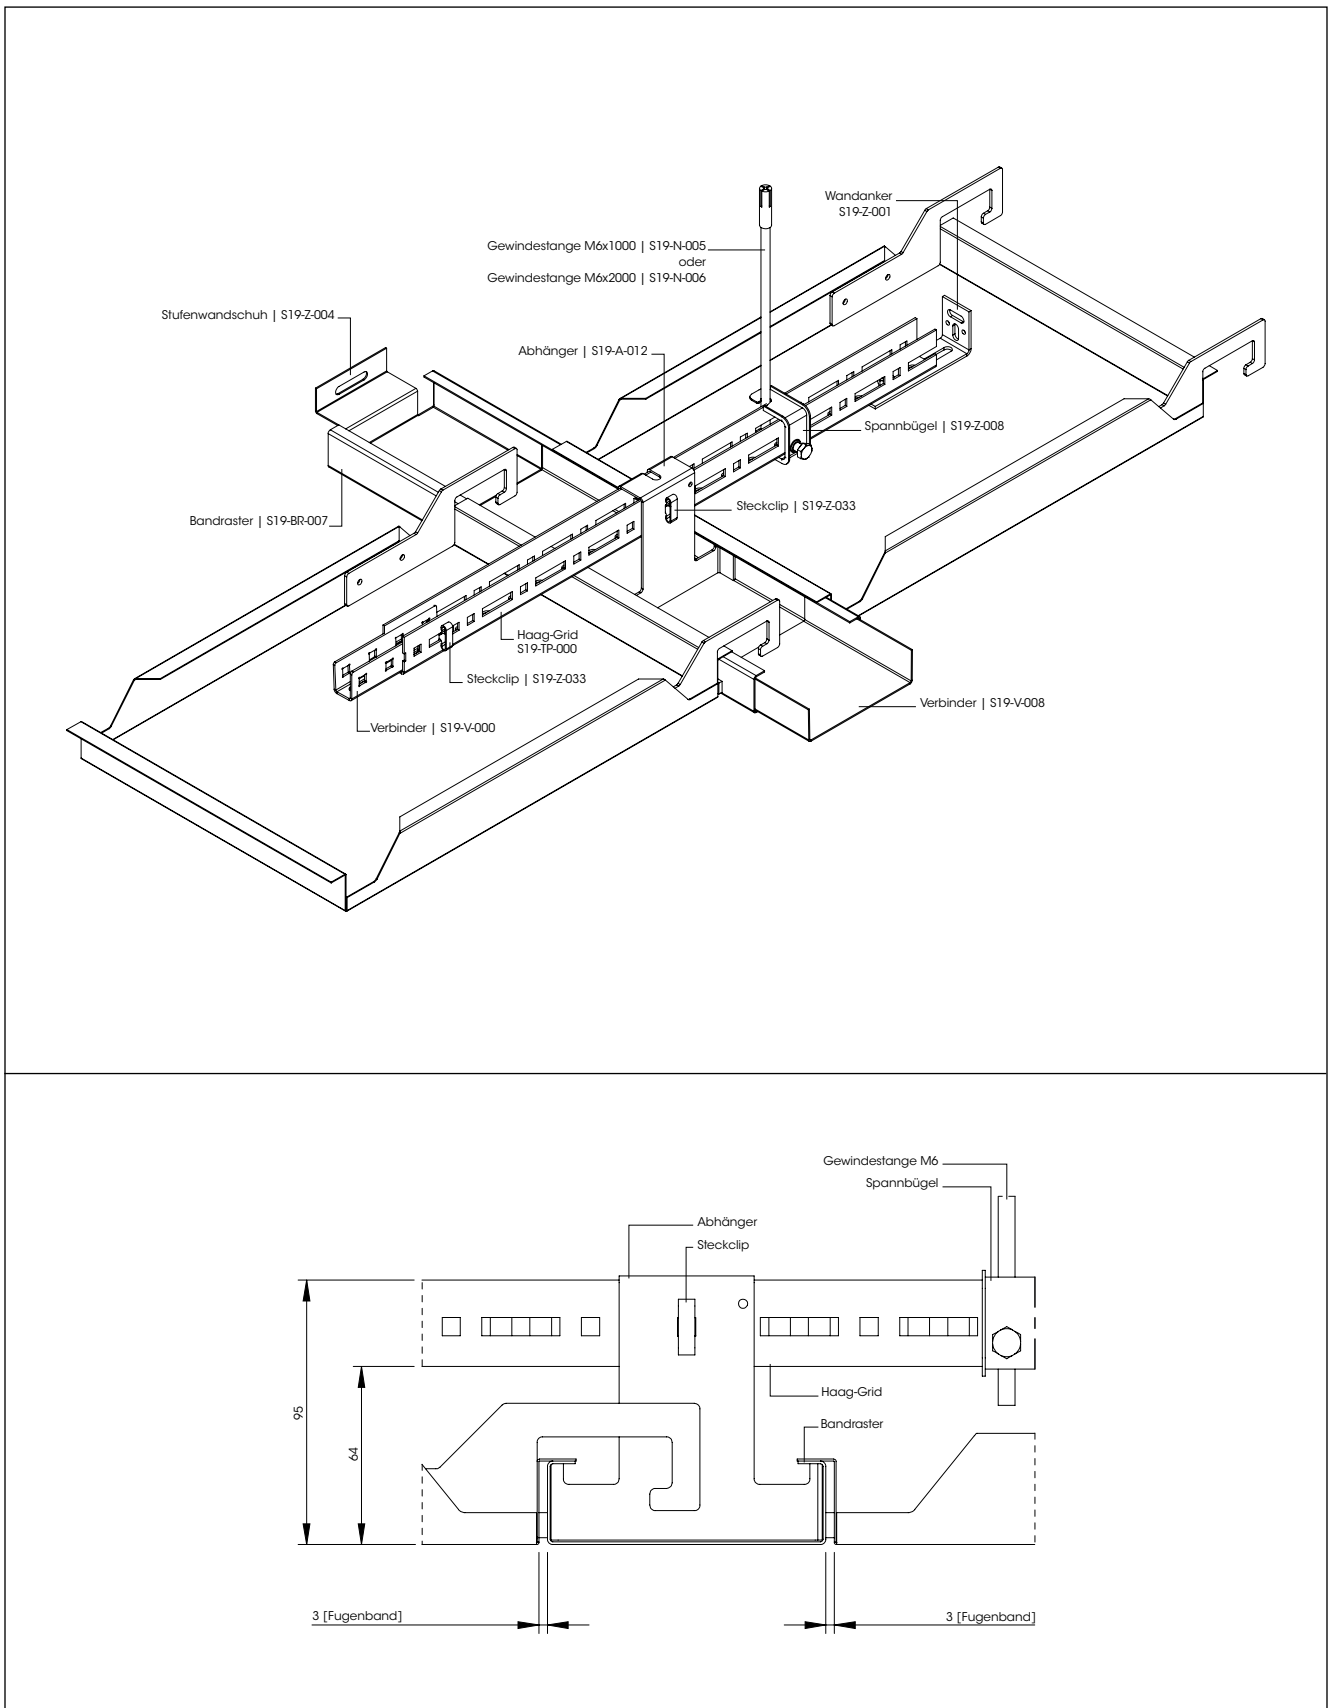 Wandanker
S19-Z-001
Gewindestange M6x1000 | S19-N-005
oder
Gewindestange M6x2000 | S19-N-006
Stufenwandschuh | S19-Z-004
Abhänger | S19-A-012
Spannbügel | S19-Z-008
Steckclip | S19-Z-033
Bandraster | S19-BR-007
Haag-Grid
S19-TP-000
Steckclip | S19-Z-033
Verbinder | S19-V-008
Verbinder | S19-V-000
Gewindestange M6
Spannbügel
Abhänger
Steckclip
Haag-Grid
Bandraster
95
64
3 [Fugenband]
3 [Fugenband]